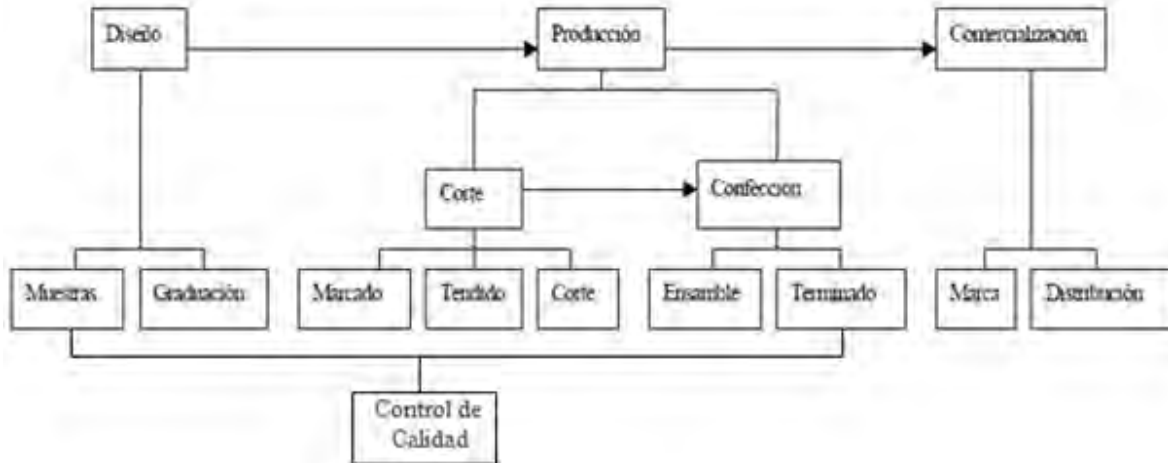 Diseño
Producción
Comercialización
Corte
Confección
Muestras
Graduación
Marcado
Tendido
Corte
Ensamble
Terminado
Marca
Distribución
Control de
Calidad